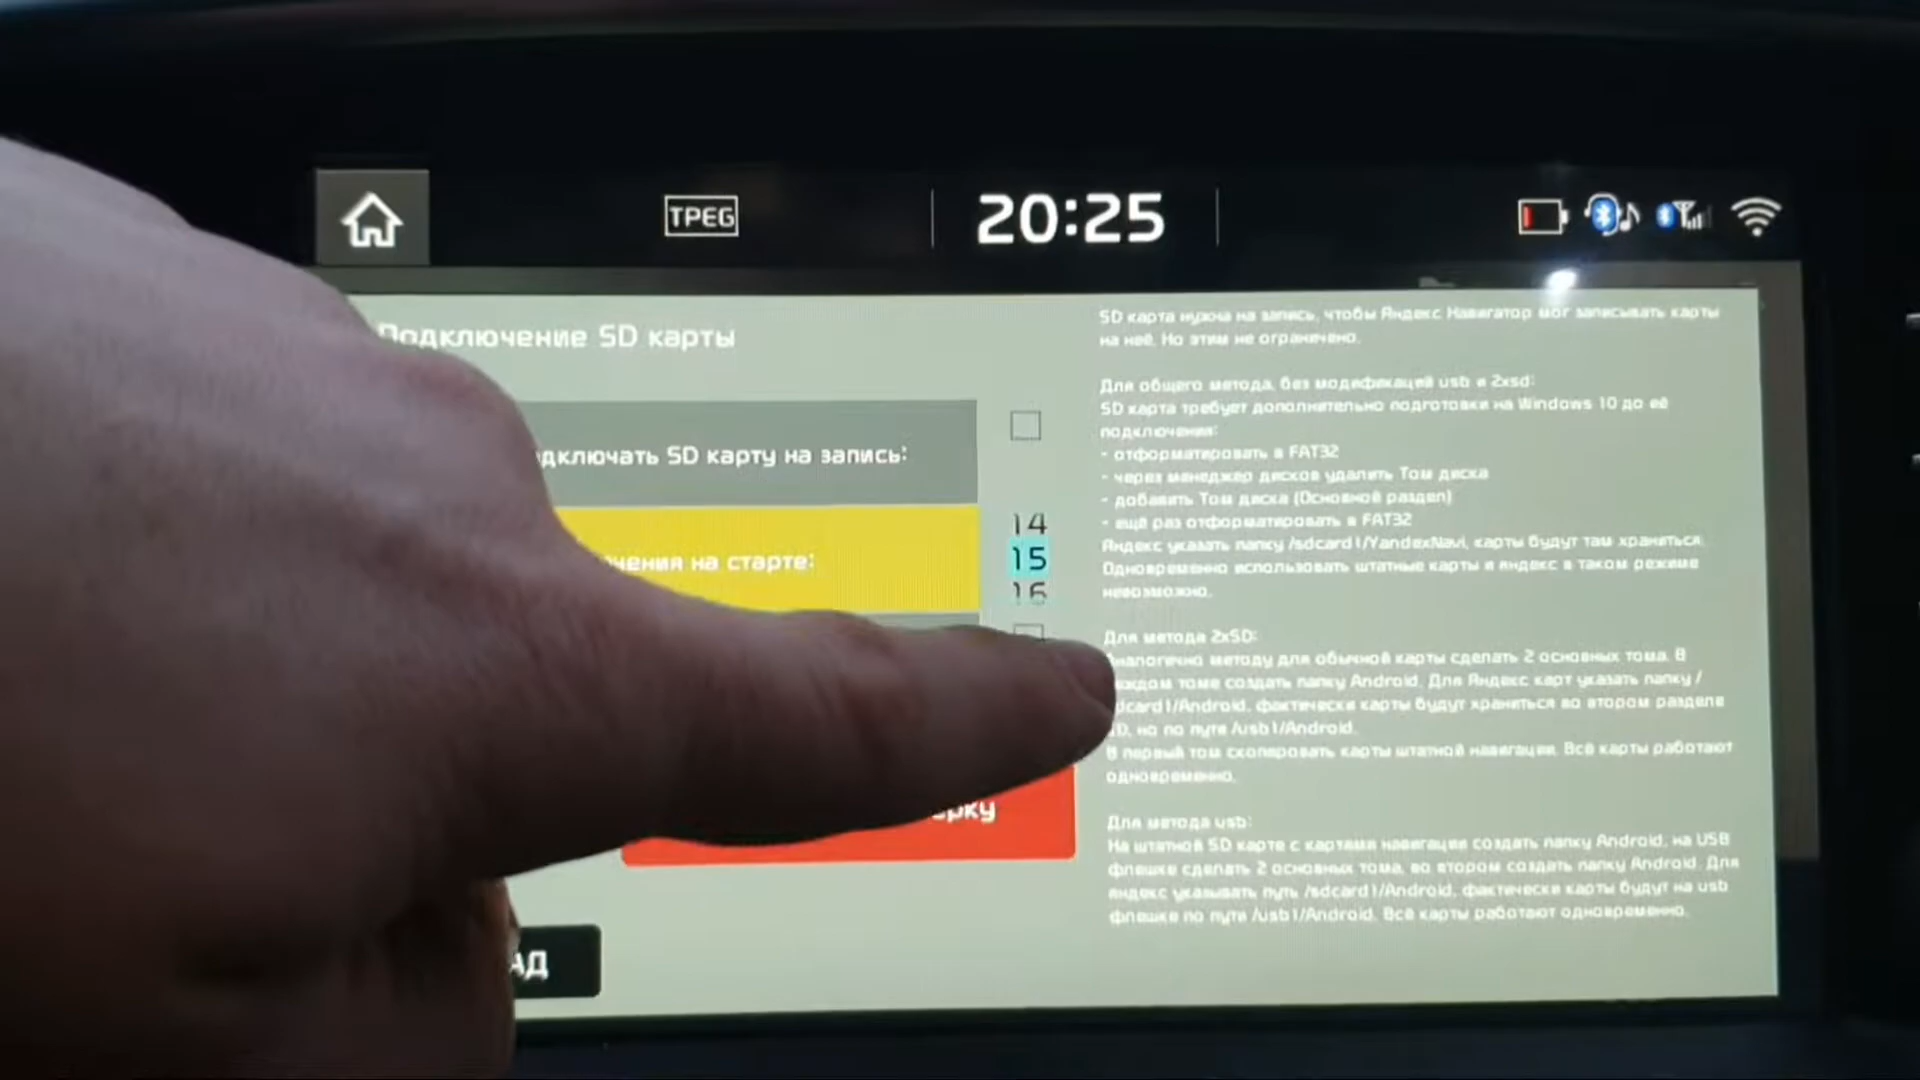 TPEG
20:25
Подключение SD карты
дключать SD карту на запись:
14
15
чения на старте:
16
рку
АД
SD карта нужна на запись, чтобы Яндекс Навигатор мог записывать карты
на неё. Но этим не ограничено.
Для общего метода, без модификаций usb и 2xsd:
SD карта требует дополнительно подготовки на Windows 10 до её
подключения:
- отформатировать в FAT32
- через менеджер дисков удалить Том диска
- добавить Том диска (Основной раздел)
- ещё раз отформатировать в FAT32
Яндекс указать папку /sdcard1/YandexNavi, карты будут там храниться.
Одновременно использовать штатные карты и яндекс в таком режиме
невозможно.
Для метода 2xSD:
Аналогично методу для обычной карты сделать 2 основных тома. В
аждом томе создать папку Android. Для Яндекс карт указать папку /
dcard1/Android, фактически карты будут храниться во втором разделе
D, но по пути /usb1/Android.
В первый том скопировать карты штатной навигации. Всё карты работают
одновременно.
Для метода usb:
На штатной SD карте с картами навигации создать папку Android, на USB
флешке сделать 2 основных тома, во втором создать папку Android. Для
яндекс указывать путь /sdcard1/Android, фактически карты будут на usb
флешке по пути /usb1/Android. Всё карты работают одновременно.